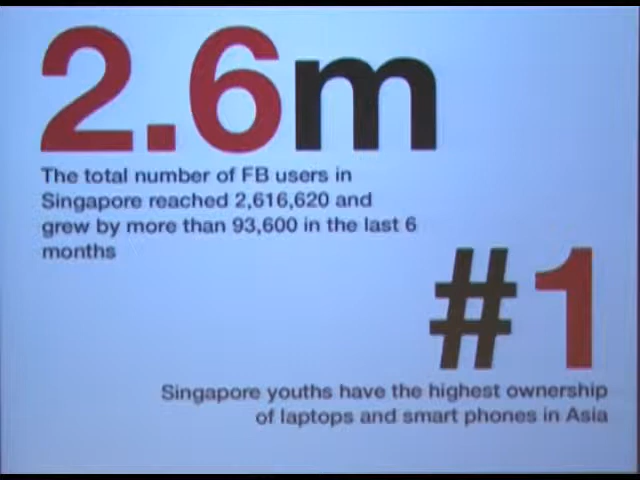 2.6m
The total number of FB users in
Singapore reached 2,616,620 and
grew by more than 93,600 in the last 6
months
#1
Singapore youths have the highest ownership
of laptops and smart phones in Asia